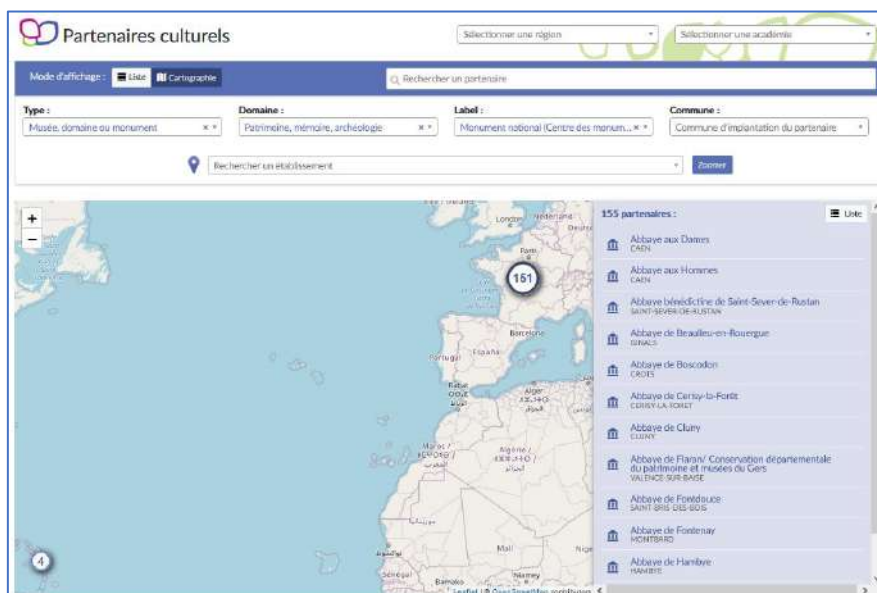 Partenaires culturels
Sélectionner une région
Sélectionner une académie
Mode d'affichage :
Liste
Cartographie
Rechercher un partenaire
Type :
Domaine :
Label :
Commune :
Musée, domaine ou monument
Patrimoine, mémoire, archéologie
Monument national (Centre des monum...
Commune d'implantation du partenaire
Rechercher un établissement
Zoomer
+
−
London
Nederland
Paris
151
Barcelona
Portugal
España
Rabat
Alger
Mali
Sénégal
Bamako
Niamey
4
155 partenaires :
Liste
Abbaye aux Dames
CAEN
Abbaye aux Hommes
CAEN
Abbaye bénédictine de Saint-Sever-de-Rustan
SAINT-SEVER-DE-RUSTAN
Abbaye de Beaulieu-en-Rouergue
GINALS
Abbaye de Boscodon
CROTS
Abbaye de Cerisy-la-Forêt
CERISY-LA-FORET
Abbaye de Cluny
CLUNY
Abbaye de Flaran/ Conservation départementale
du patrimoine et musées du Gers
VALENCE-SUR-BAISE
Abbaye de Fontdouce
SAINT-BRIS-DES-BOIS
Abbaye de Fontenay
MONTBARD
Abbaye de Hambye
HAMBYE